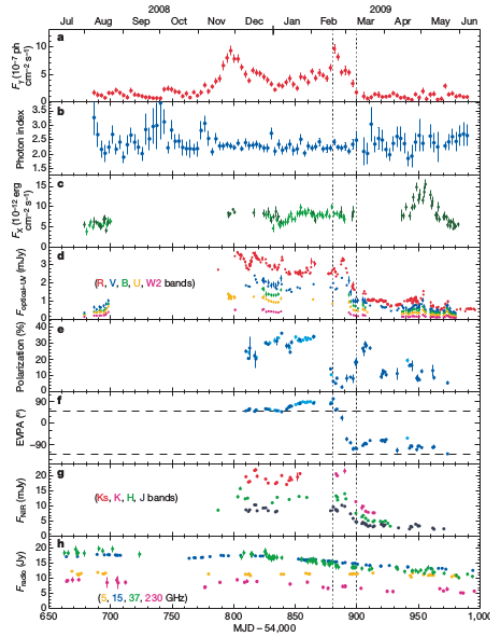 2008 2009
Jul Aug Sep Oct Nov Dec Jan Feb Mar Apr May Jun
a
Fγ (10⁻⁷ ph cm⁻² s⁻¹)
10
5
0
b
Photon index
3.5
3.0
2.5
2.0
1.5
c
Fx (10⁻¹² erg cm⁻² s⁻¹)
15
10
5
0
d
Foptical-UV (mJy)
3
2
1
0
(R, V, B, U, W2 bands)
e
Polarization (%)
40
30
20
10
0
f
EVPA (°)
90
0
−90
g
FNIR (mJy)
20
15
10
5
0
(Ks, K, H, J bands)
h
Fradio (Jy)
20
15
10
5
0
(5, 15, 37, 230 GHz)
650 700 750 800 850 900 950 1,000
MJD − 54,000